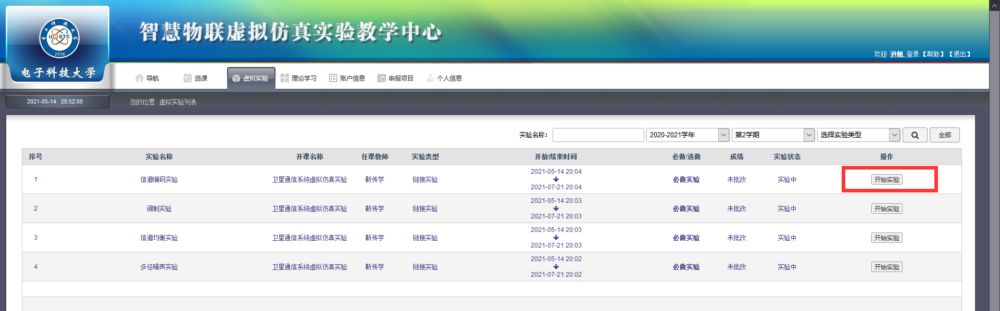 智慧物联虚拟仿真实验教学中心
UESTC
1956
电子科技大学
欢迎 尹帆 登录【帮助】【退出】
导航 选课 虚拟实验 理论学习 账户信息 申报项目 个人信息
2021-05-14 20:52:00
您的位置: 虚拟实验列表
实验名称: 2020-2021学年 第2学期 选择实验类型 全部
序号 实验名称 开课名称 任课教师 实验类型 开始|结束时间 必做/选做 成绩 实验状态 操作
1 信道编码实验 卫星通信系统虚拟仿真实验 靳传学 链接实验 2021-05-14 20:04 必做实验 未批改 实验中 开始实验
2021-07-21 20:04
2 调制实验 卫星通信系统虚拟仿真实验 靳传学 链接实验 2021-05-14 20:03 必做实验 未批改 实验中 开始实验
2021-07-21 20:03
3 信道均衡实验 卫星通信系统虚拟仿真实验 靳传学 链接实验 2021-05-14 20:03 必做实验 未批改 实验中 开始实验
2021-07-21 20:03
4 多径噪声实验 卫星通信系统虚拟仿真实验 靳传学 链接实验 2021-05-14 20:02 必做实验 未批改 实验中 开始实验
2021-07-21 20:02